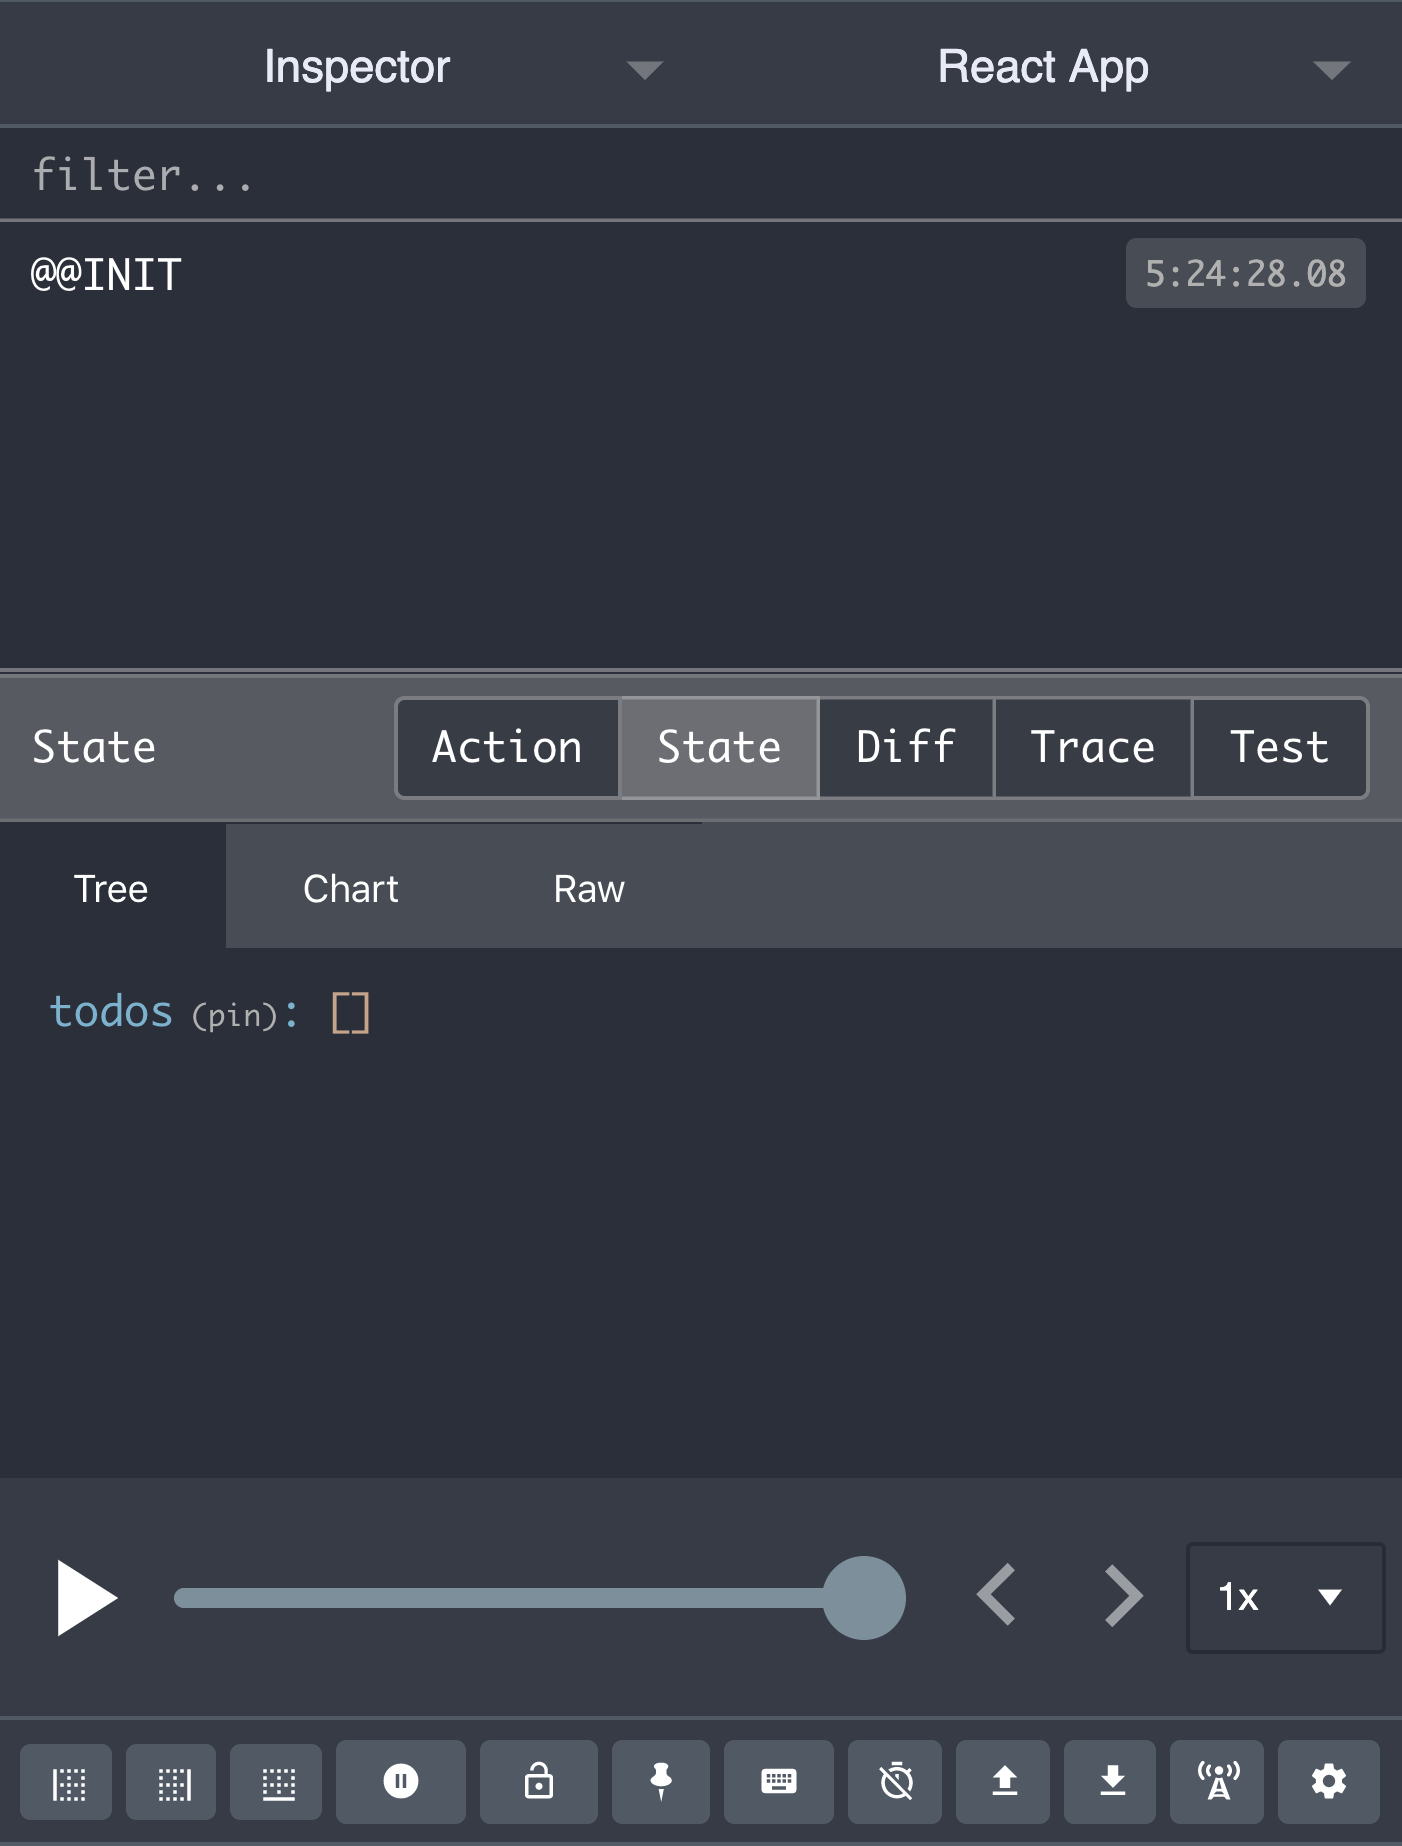 Inspector React App
filter...
@@INIT 5:24:28.08
State Action State Diff Trace Test
Tree Chart Raw
todos (pin): []
1x